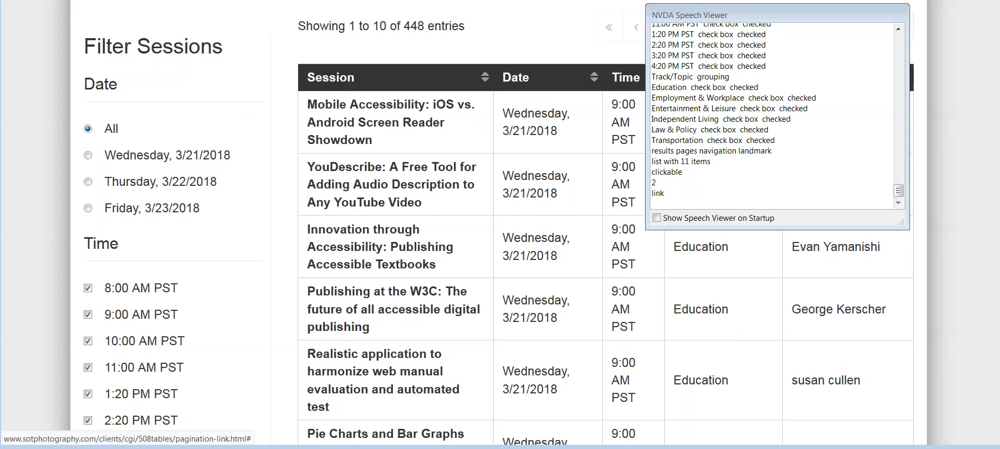 Showing 1 to 10 of 448 entries
«
‹
Filter Sessions
Date
All
Wednesday, 3/21/2018
Thursday, 3/22/2018
Friday, 3/23/2018
Time
8:00 AM PST
9:00 AM PST
10:00 AM PST
11:00 AM PST
1:20 PM PST
2:20 PM PST
Session Date Time
Mobile Accessibility: iOS vs.
Android Screen Reader
Showdown
Wednesday,
3/21/2018
9:00
AM
PST
YouDescribe: A Free Tool for
Adding Audio Description to
Any YouTube Video
Wednesday,
3/21/2018
9:00
AM
PST
Innovation through
Accessibility: Publishing
Accessible Textbooks
Wednesday,
3/21/2018
9:00
AM
PST
Education
Evan Yamanishi
Publishing at the W3C: The
future of all accessible digital
publishing
Wednesday,
3/21/2018
9:00
AM
PST
Education
George Kerscher
Realistic application to
harmonize web manual
evaluation and automated
test
Wednesday,
3/21/2018
9:00
AM
PST
Education
susan cullen
Pie Charts and Bar Graphs
Wednesday,
9:00
NVDA Speech Viewer
11:00 AM PST check box checked
1:20 PM PST check box checked
2:20 PM PST check box checked
3:20 PM PST check box checked
4:20 PM PST check box checked
Track/Topic grouping
Education check box checked
Employment & Workplace check box checked
Entertainment & Leisure check box checked
Independent Living check box checked
Law & Policy check box checked
Transportation check box checked
results pages navigation landmark
list with 11 items
clickable
2
link
Show Speech Viewer on Startup
www.sotphotography.com/clients/cgi/508tables/pagination-link.html#